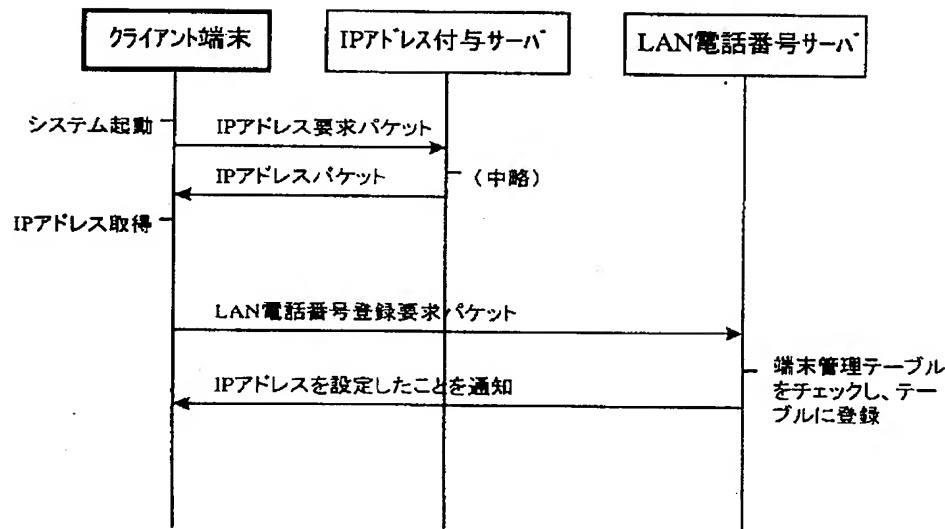 クライアント端末
IPアドレス付与サーバ
LAN電話番号サーバ
システム起動
IPアドレス要求パケット
IPアドレスパケット
（中略）
IPアドレス取得
LAN電話番号登録要求パケット
IPアドレスを設定したことを通知
端末管理テーブル
をチェックし、テー
ブルに登録